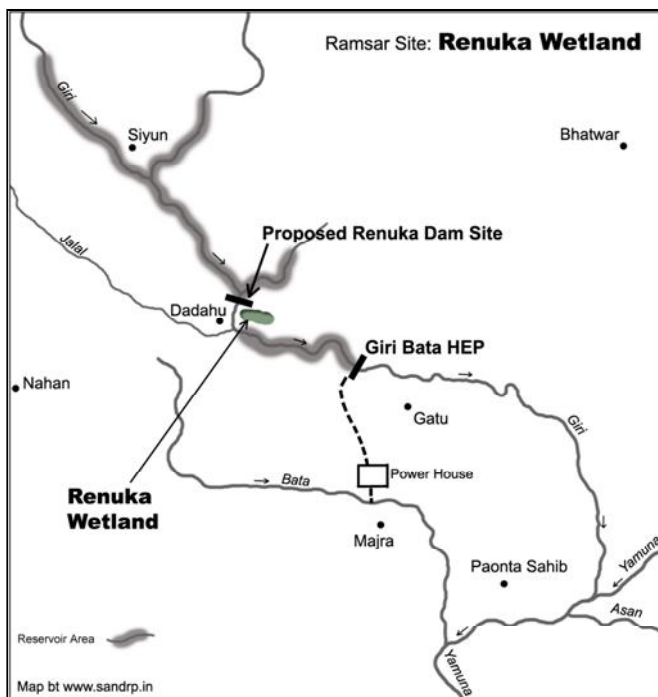 Ramsar Site: Renuka Wetland
Giri
Siyun
Bhatwar
Jalal
Proposed Renuka Dam Site
Dadahu
Giri Bata HEP
Nahan
Gatu
Giri
Power House
Renuka
Wetland
Bata
Majra
Paonta Sahib
Yamuna
Asan
Yamuna
Reservoir Area
Map bt www.sandrp.in